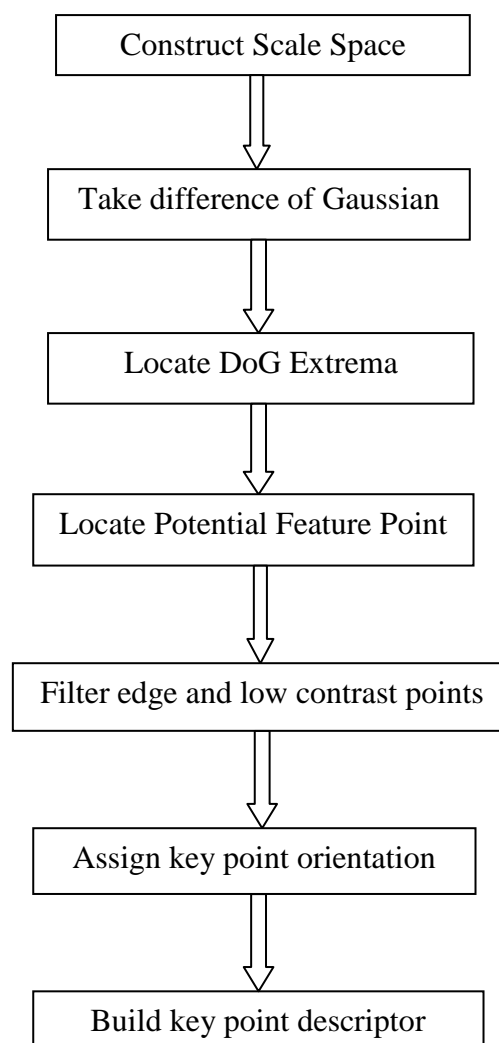 Construct Scale Space
Take difference of Gaussian
Locate DoG Extrema
Locate Potential Feature Point
Filter edge and low contrast points
Assign key point orientation
Build key point descriptor